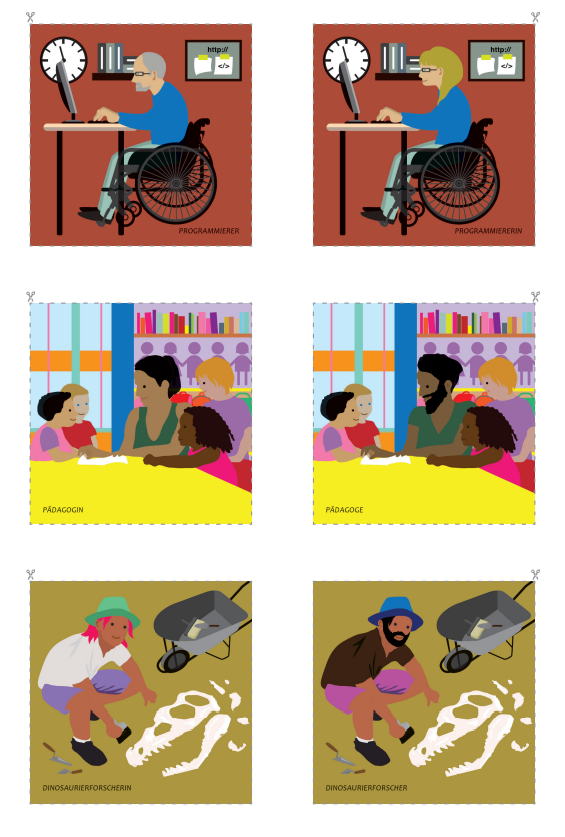 http://
</>
PROGRAMMIERER
http://
</>
PROGRAMMIERERIN
PÄDAGOGIN
PÄDAGOGE
DINOSAURIERFORSCHERIN
DINOSAURIERFORSCHER